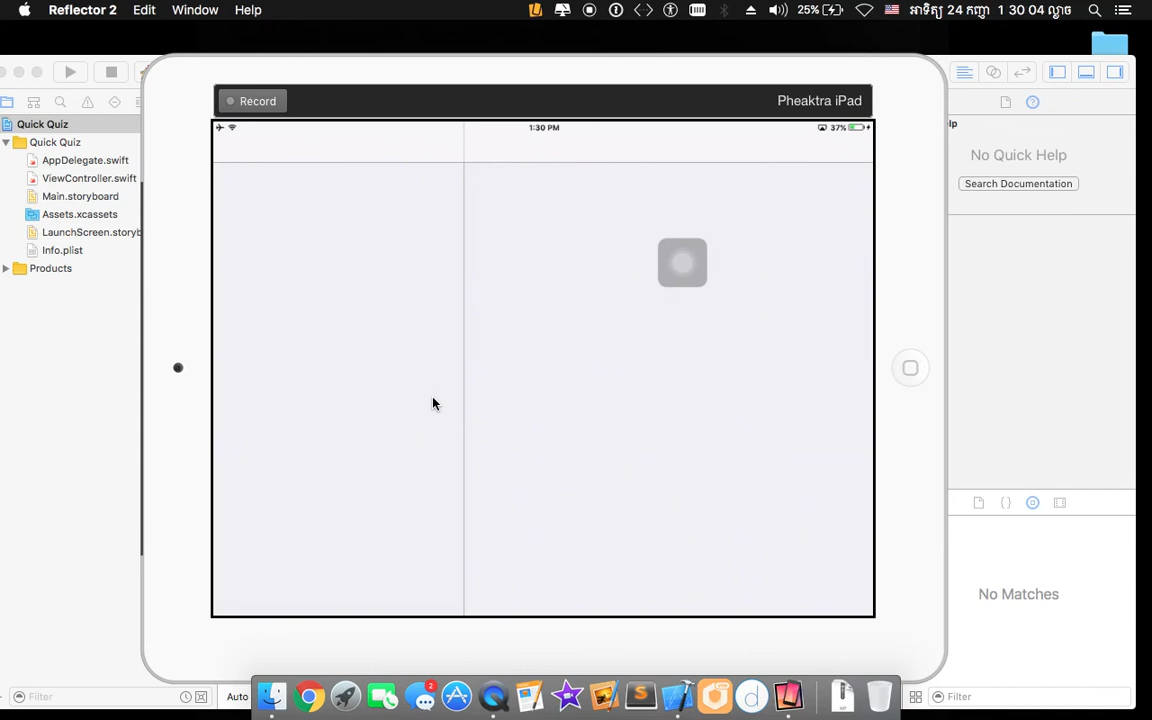 Reflector 2 Edit Window Help 25% អាទិត្យ 24 កញ្ញា 1 30 04 ល្ងាច
Record Pheaktra iPad
1:30 PM 37%
Quick Quiz
Quick Quiz
AppDelegate.swift
ViewController.swift
Main.storyboard
Assets.xcassets
LaunchScreen.storyb
Info.plist
Products
lp
No Quick Help
Search Documentation
No Matches
Filter
Auto
2
Filter